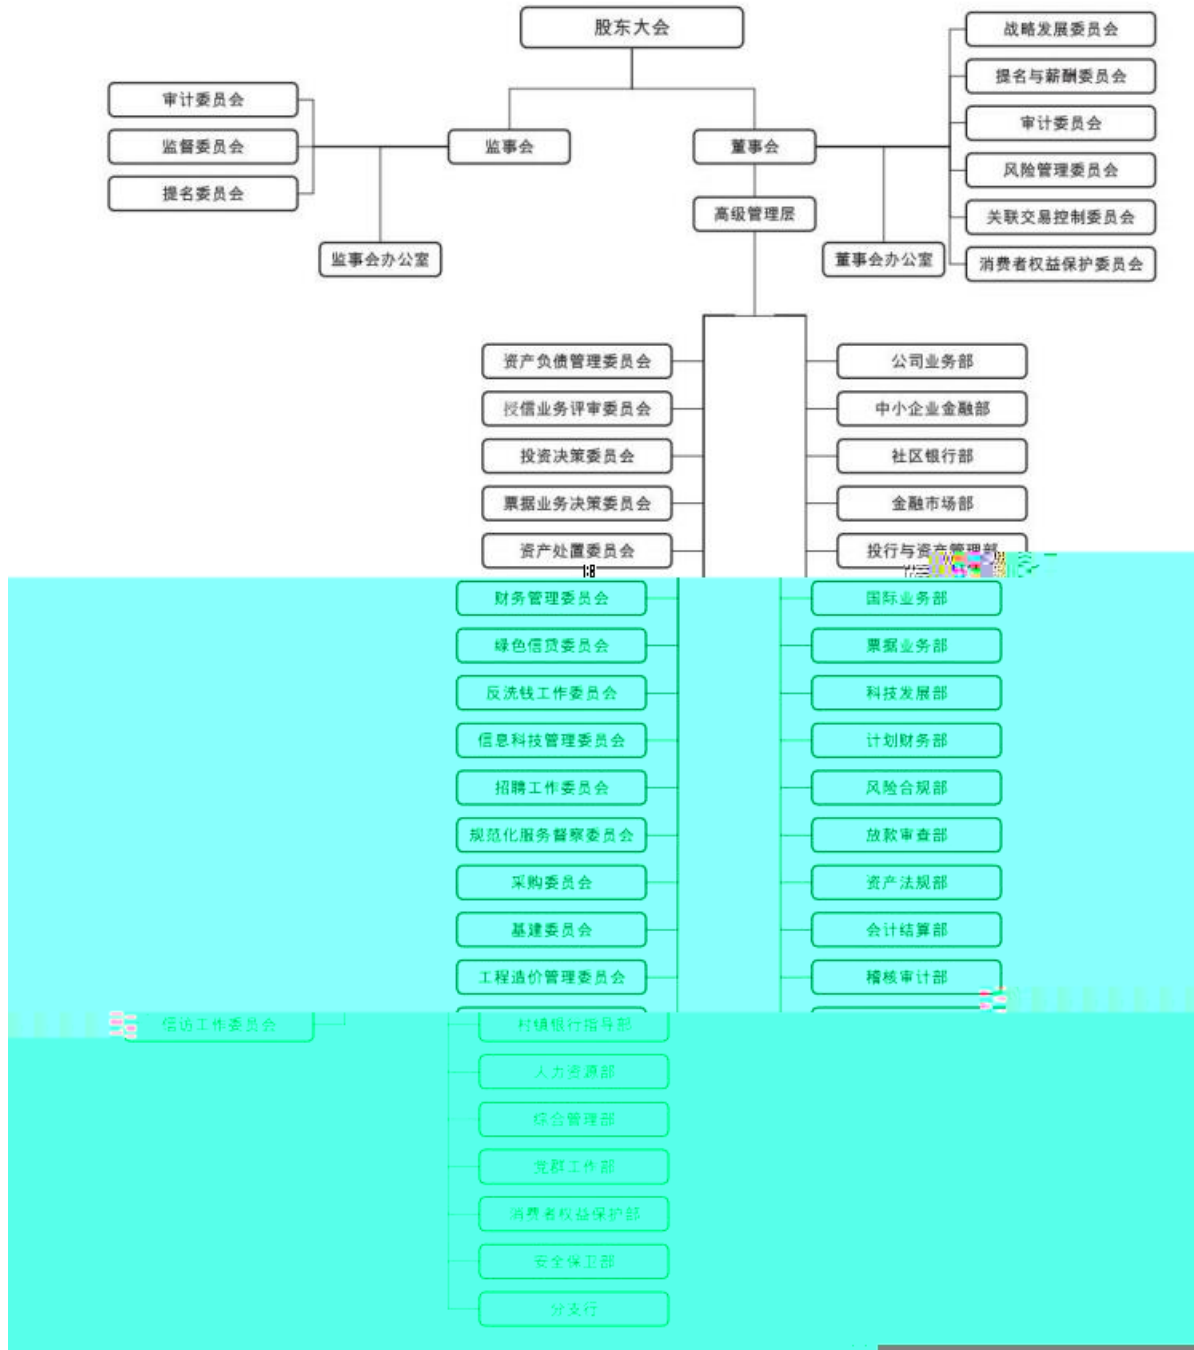 股东大会
战略发展委员会
提名与薪酬委员会
审计委员会
审计委员会
监督委员会
监事会
董事会
风险管理委员会
提名委员会
高级管理层
关联交易控制委员会
监事会办公室
董事会办公室
消费者权益保护委员会
资产负债管理委员会
公司业务部
授信业务评审委员会
中小企业金融部
投资决策委员会
社区银行部
票据业务决策委员会
金融市场部
资产处置委员会
投行与资产管理部
财务管理委员会
国际业务部
绿色信贷委员会
票据业务部
反洗钱工作委员会
科技发展部
信息科技管理委员会
计划财务部
招聘工作委员会
风险合规部
规范化服务督察委员会
放款审查部
采购委员会
资产法规部
基建委员会
会计结算部
工程造价管理委员会
稽核审计部
信访工作委员会
村镇银行指导部
人力资源部
综合管理部
党群工作部
消费者权益保护部
安全保卫部
分支行